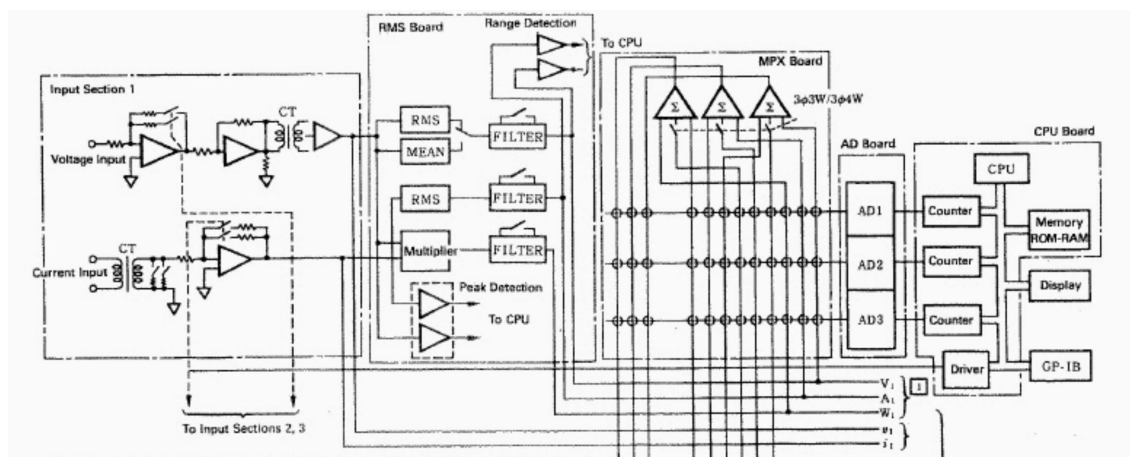 RMS Board
Range Detection
To CPU
MPX Board
Input Section 1
Σ
Σ
Σ
3φ3W/3φ4W
CT
RMS
MEAN
FILTER
Voltage Input
AD Board
CPU Board
CPU
RMS
FILTER
AD1
Counter
Memory
ROM-RAM
CT
Multiplier
FILTER
Current Input
AD2
Counter
Peak Detection
Display
To CPU
AD3
Counter
Driver
GP-IB
V1
A1
W1
1
v1
i1
To Input Sections 2, 3